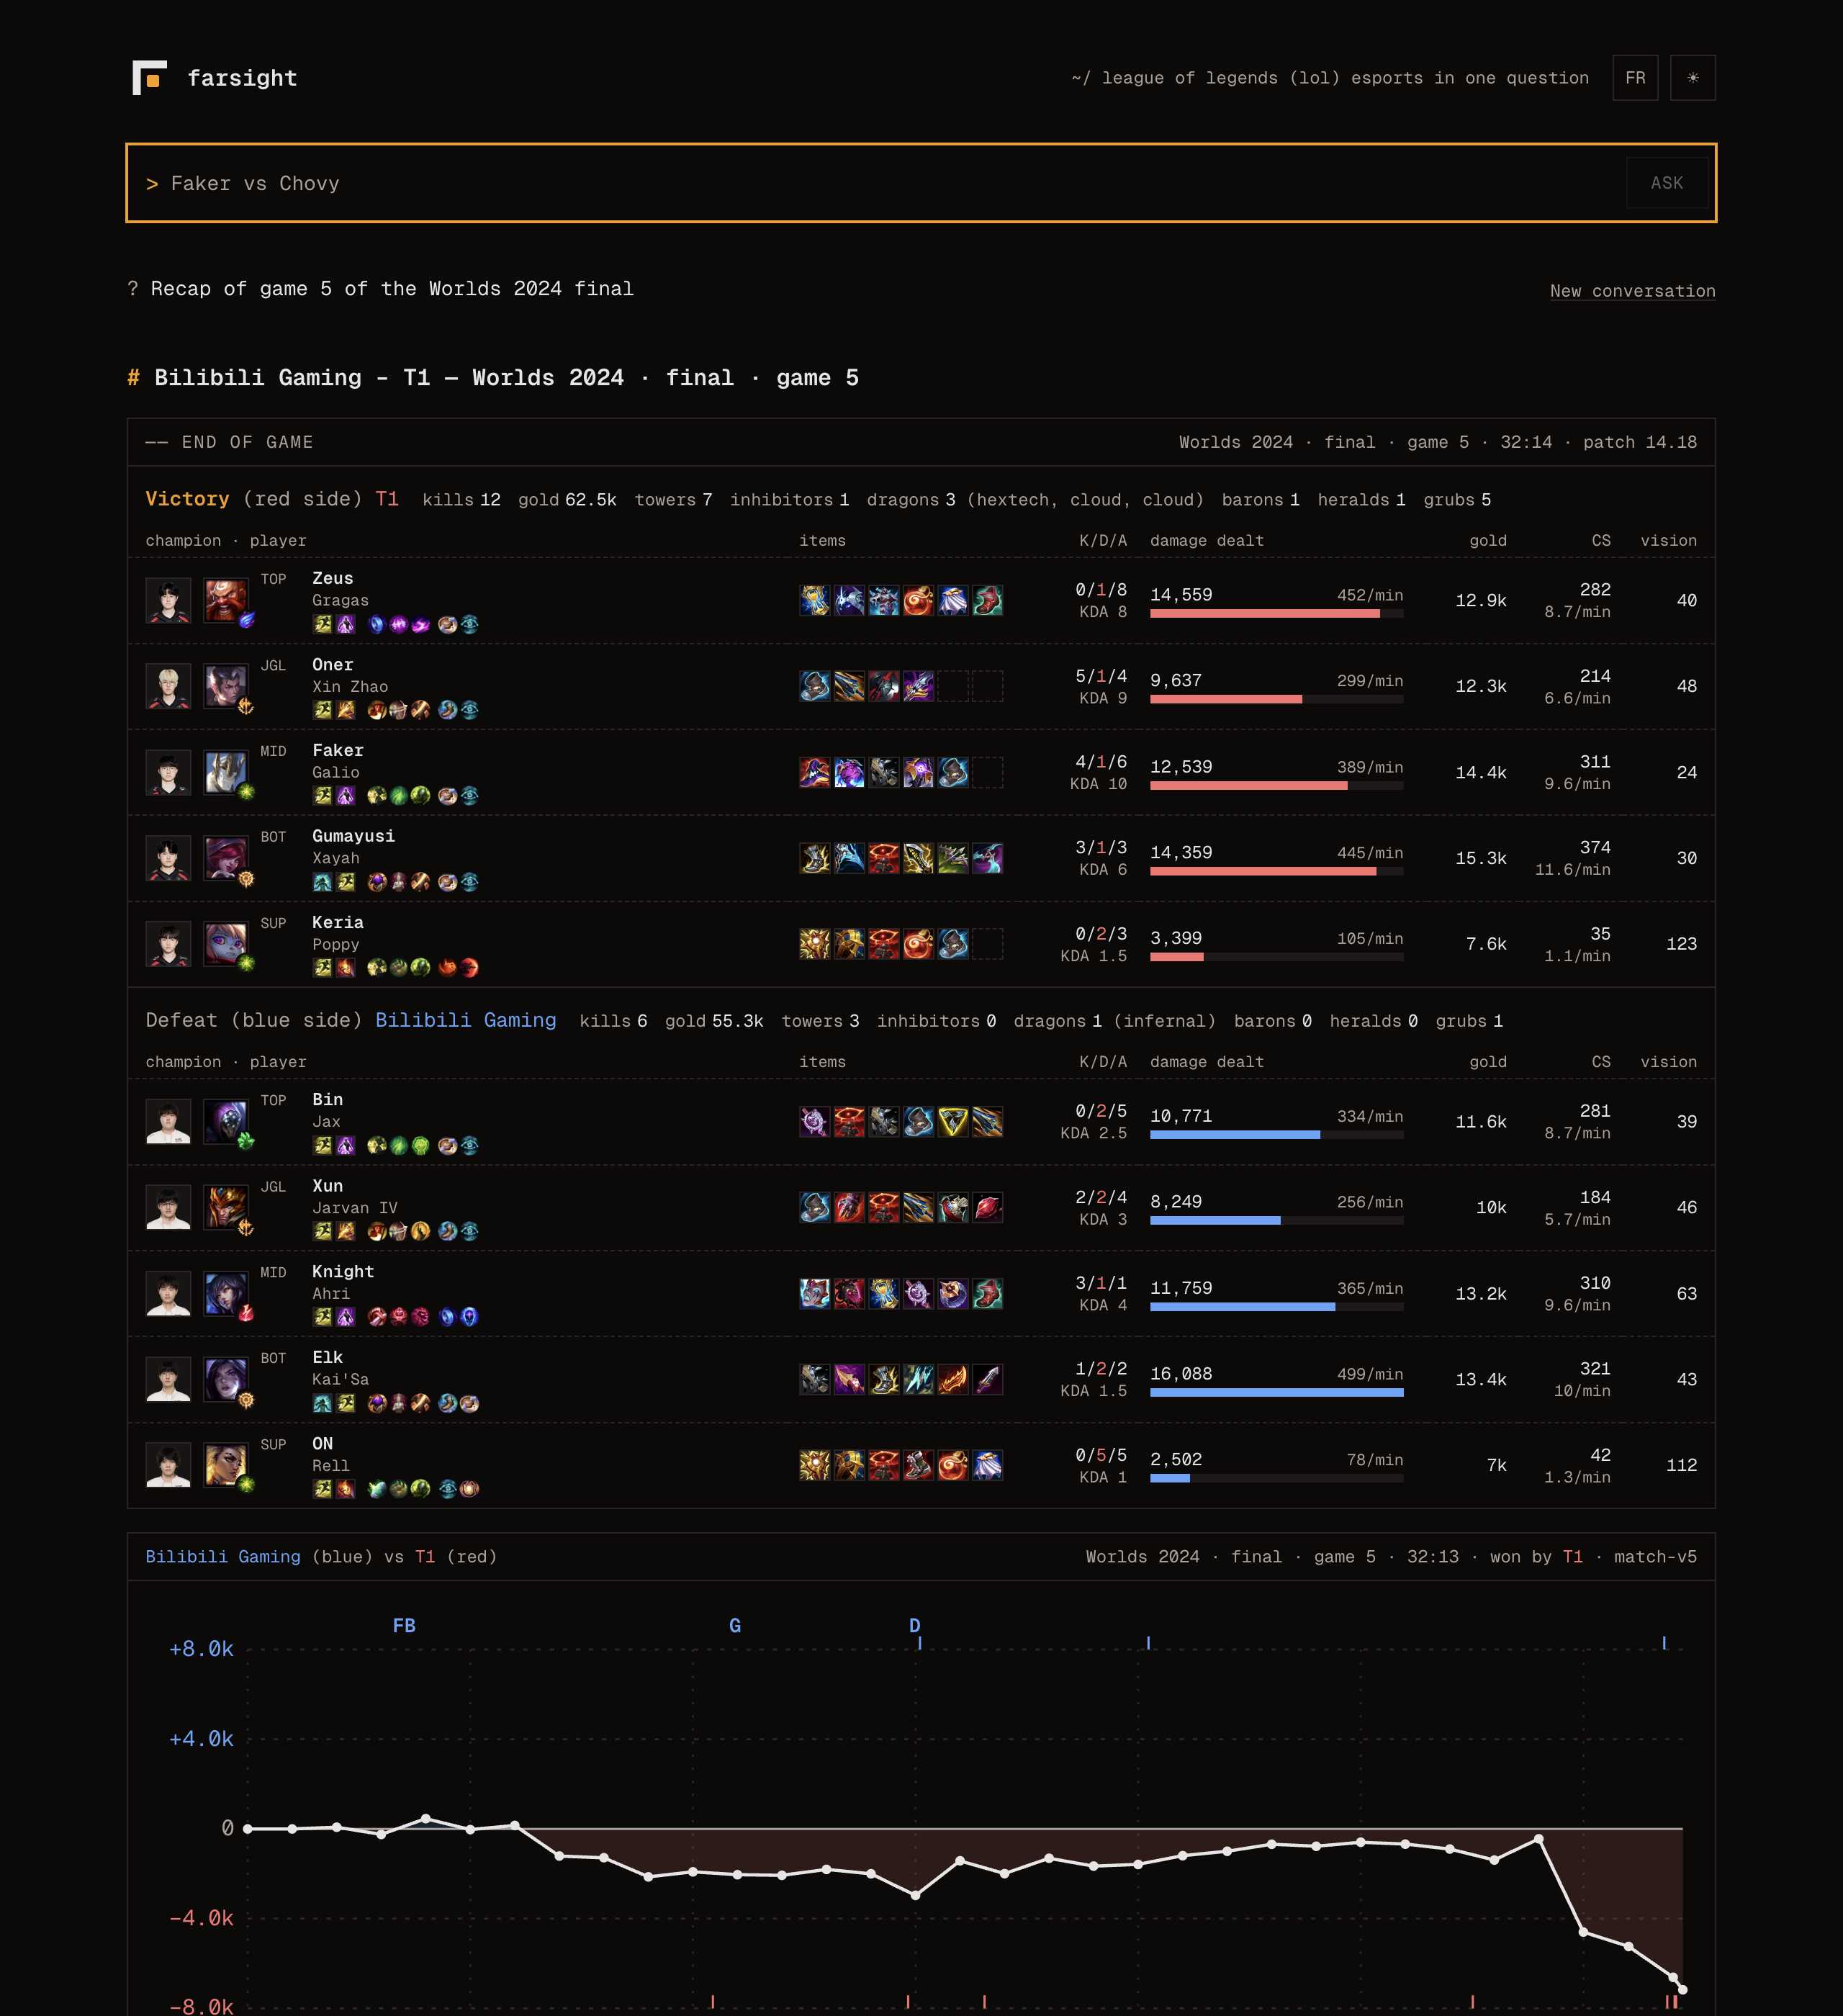 farsight
~/ league of legends (lol) esports in one question FR
> Faker vs Chovy ASK
? Recap of game 5 of the Worlds 2024 final New conversation
# Bilibili Gaming - T1 — Worlds 2024 · final · game 5
—— END OF GAME Worlds 2024 · final · game 5 · 32:14 · patch 14.18
Victory (red side) T1 kills 12 gold 62.5k towers 7 inhibitors 1 dragons 3 (hextech, cloud, cloud) barons 1 heralds 1 grubs 5
champion · player items K/D/A damage dealt gold CS vision
TOP Zeus 0/1/8 14,559 452/min 12.9k 282 40
Gragas KDA 8 8.7/min
JGL Oner 5/1/4 9,637 299/min 12.3k 214 48
Xin Zhao KDA 9 6.6/min
MID Faker 4/1/6 12,539 389/min 14.4k 311 24
Galio KDA 10 9.6/min
BOT Gumayusi 3/1/3 14,359 445/min 15.3k 374 30
Xayah KDA 6 11.6/min
SUP Keria 0/2/3 3,399 105/min 7.6k 35 123
Poppy KDA 1.5 1.1/min
Defeat (blue side) Bilibili Gaming kills 6 gold 55.3k towers 3 inhibitors 0 dragons 1 (infernal) barons 0 heralds 0 grubs 1
champion · player items K/D/A damage dealt gold CS vision
TOP Bin 0/2/5 10,771 334/min 11.6k 281 39
Jax KDA 2.5 8.7/min
JGL Xun 2/2/4 8,249 256/min 10k 184 46
Jarvan IV KDA 3 5.7/min
MID Knight 3/1/1 11,759 365/min 13.2k 310 63
Ahri KDA 4 9.6/min
BOT Elk 1/2/2 16,088 499/min 13.4k 321 43
Kai'Sa KDA 1.5 10/min
SUP ON 0/5/5 2,502 78/min 7k 42 112
Rell KDA 1 1.3/min
Bilibili Gaming (blue) vs T1 (red) Worlds 2024 · final · game 5 · 32:13 · won by T1 · match-v5
FB G D
+8.0k
+4.0k
0
−4.0k
−8.0k